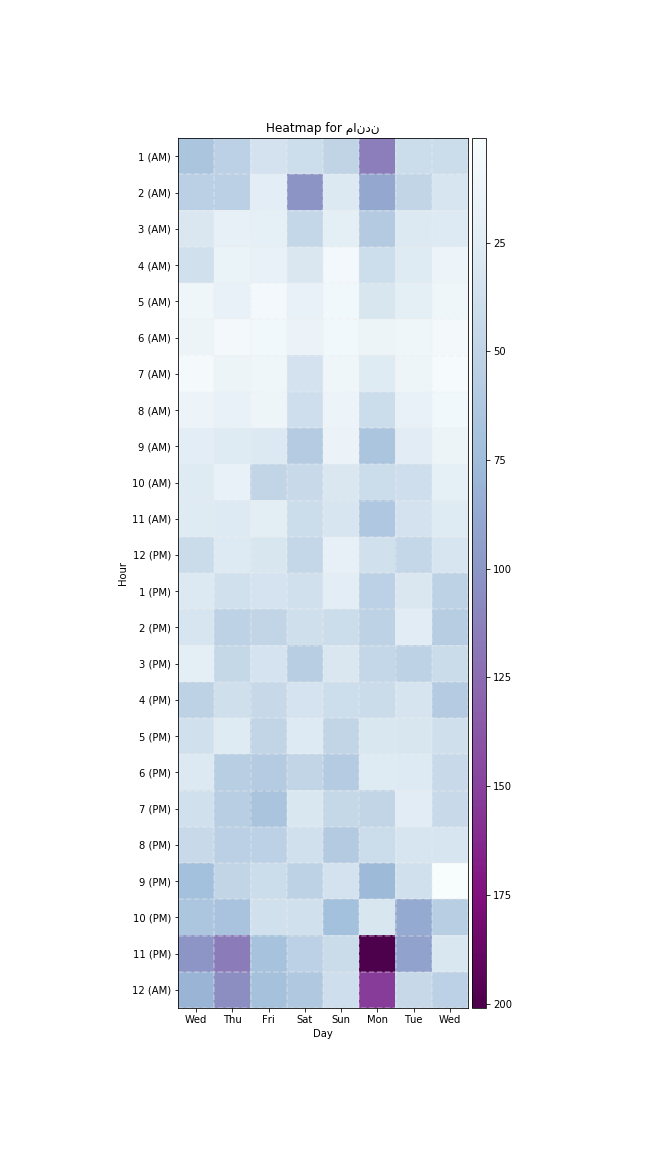 Heatmap for ماندن
1 (AM)
2 (AM)
3 (AM)
4 (AM)
5 (AM)
6 (AM)
7 (AM)
8 (AM)
9 (AM)
10 (AM)
11 (AM)
12 (PM)
1 (PM)
2 (PM)
3 (PM)
4 (PM)
5 (PM)
6 (PM)
7 (PM)
8 (PM)
9 (PM)
10 (PM)
11 (PM)
12 (AM)
Hour
Wed Thu Fri Sat Sun Mon Tue Wed
Day
25
50
75
100
125
150
175
200